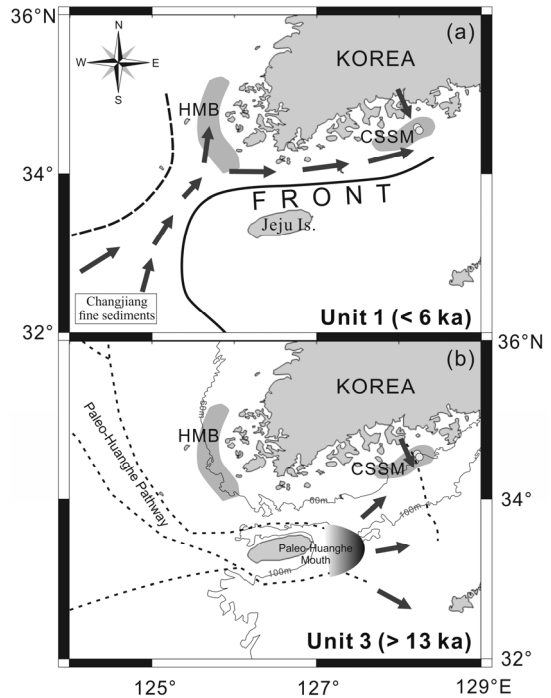 36°N
(a)
N
W E
S
KOREA
HMB
CSSM
34°
FRONT
Jeju Is.
Changjiang
fine sediments
Unit 1 (< 6 ka)
32°
36°N
(b)
KOREA
60m
Paleo-Huanghe Pathway
HMB
CSSM
60m
100m
34°
Paleo-Huanghe
Mouth
100m
Unit 3 (> 13 ka)
32°
125° 127° 129°E